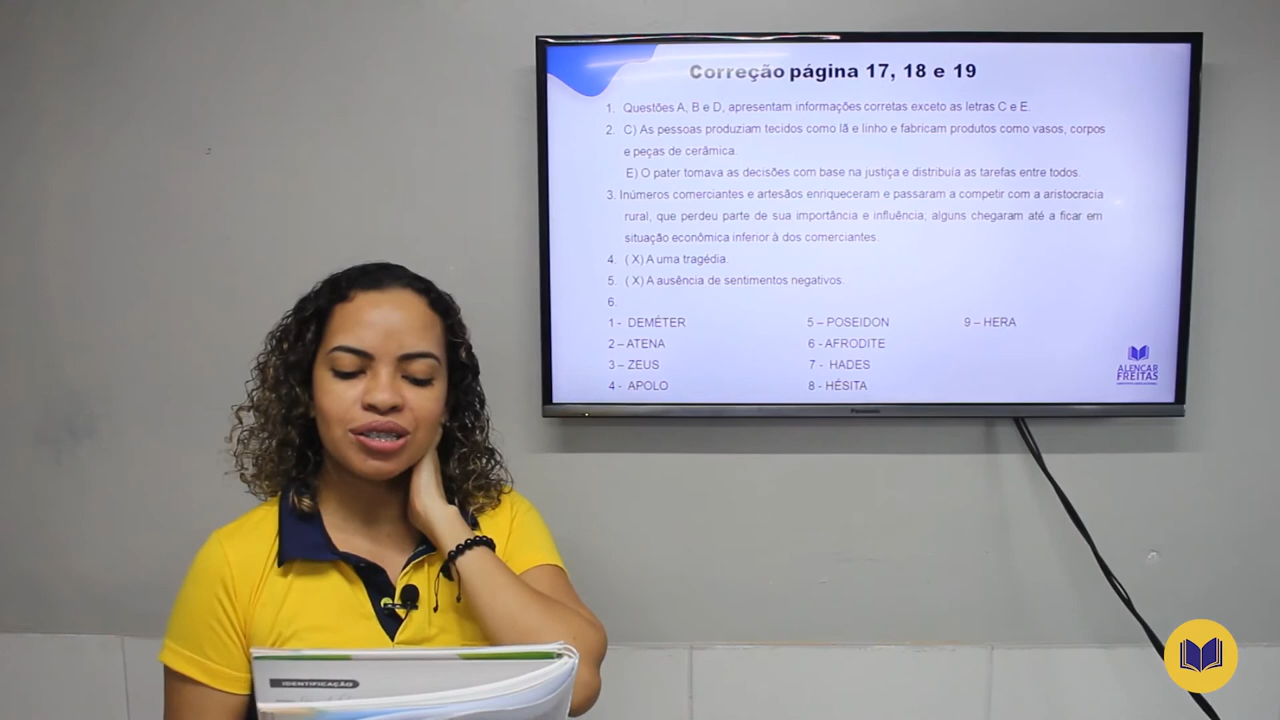 Correção página 17, 18 e 19
1. Questões A, B e D, apresentam informações corretas exceto as letras C e E.
2. C) As pessoas produziam tecidos como lã e linho e fabricam produtos como vasos, corpos
e peças de cerâmica.
E) O pater tomava as decisões com base na justiça e distribuía as tarefas entre todos.
3. Inúmeros comerciantes e artesãos enriqueceram e passaram a competir com a aristocracia
rural, que perdeu parte de sua importância e influência; alguns chegaram até a ficar em
situação econômica inferior à dos comerciantes.
4. ( X) A uma tragédia.
5. ( X) A ausência de sentimentos negativos.
6.
1 - DEMÉTER 5 – POSEIDON 9 – HERA
2 – ATENA 6 - AFRODITE
3 – ZEUS 7 - HADES
4 - APOLO 8 - HÉSITA
ALENCAR
FREITAS
Panasonic
IDENTIFICAÇÃO